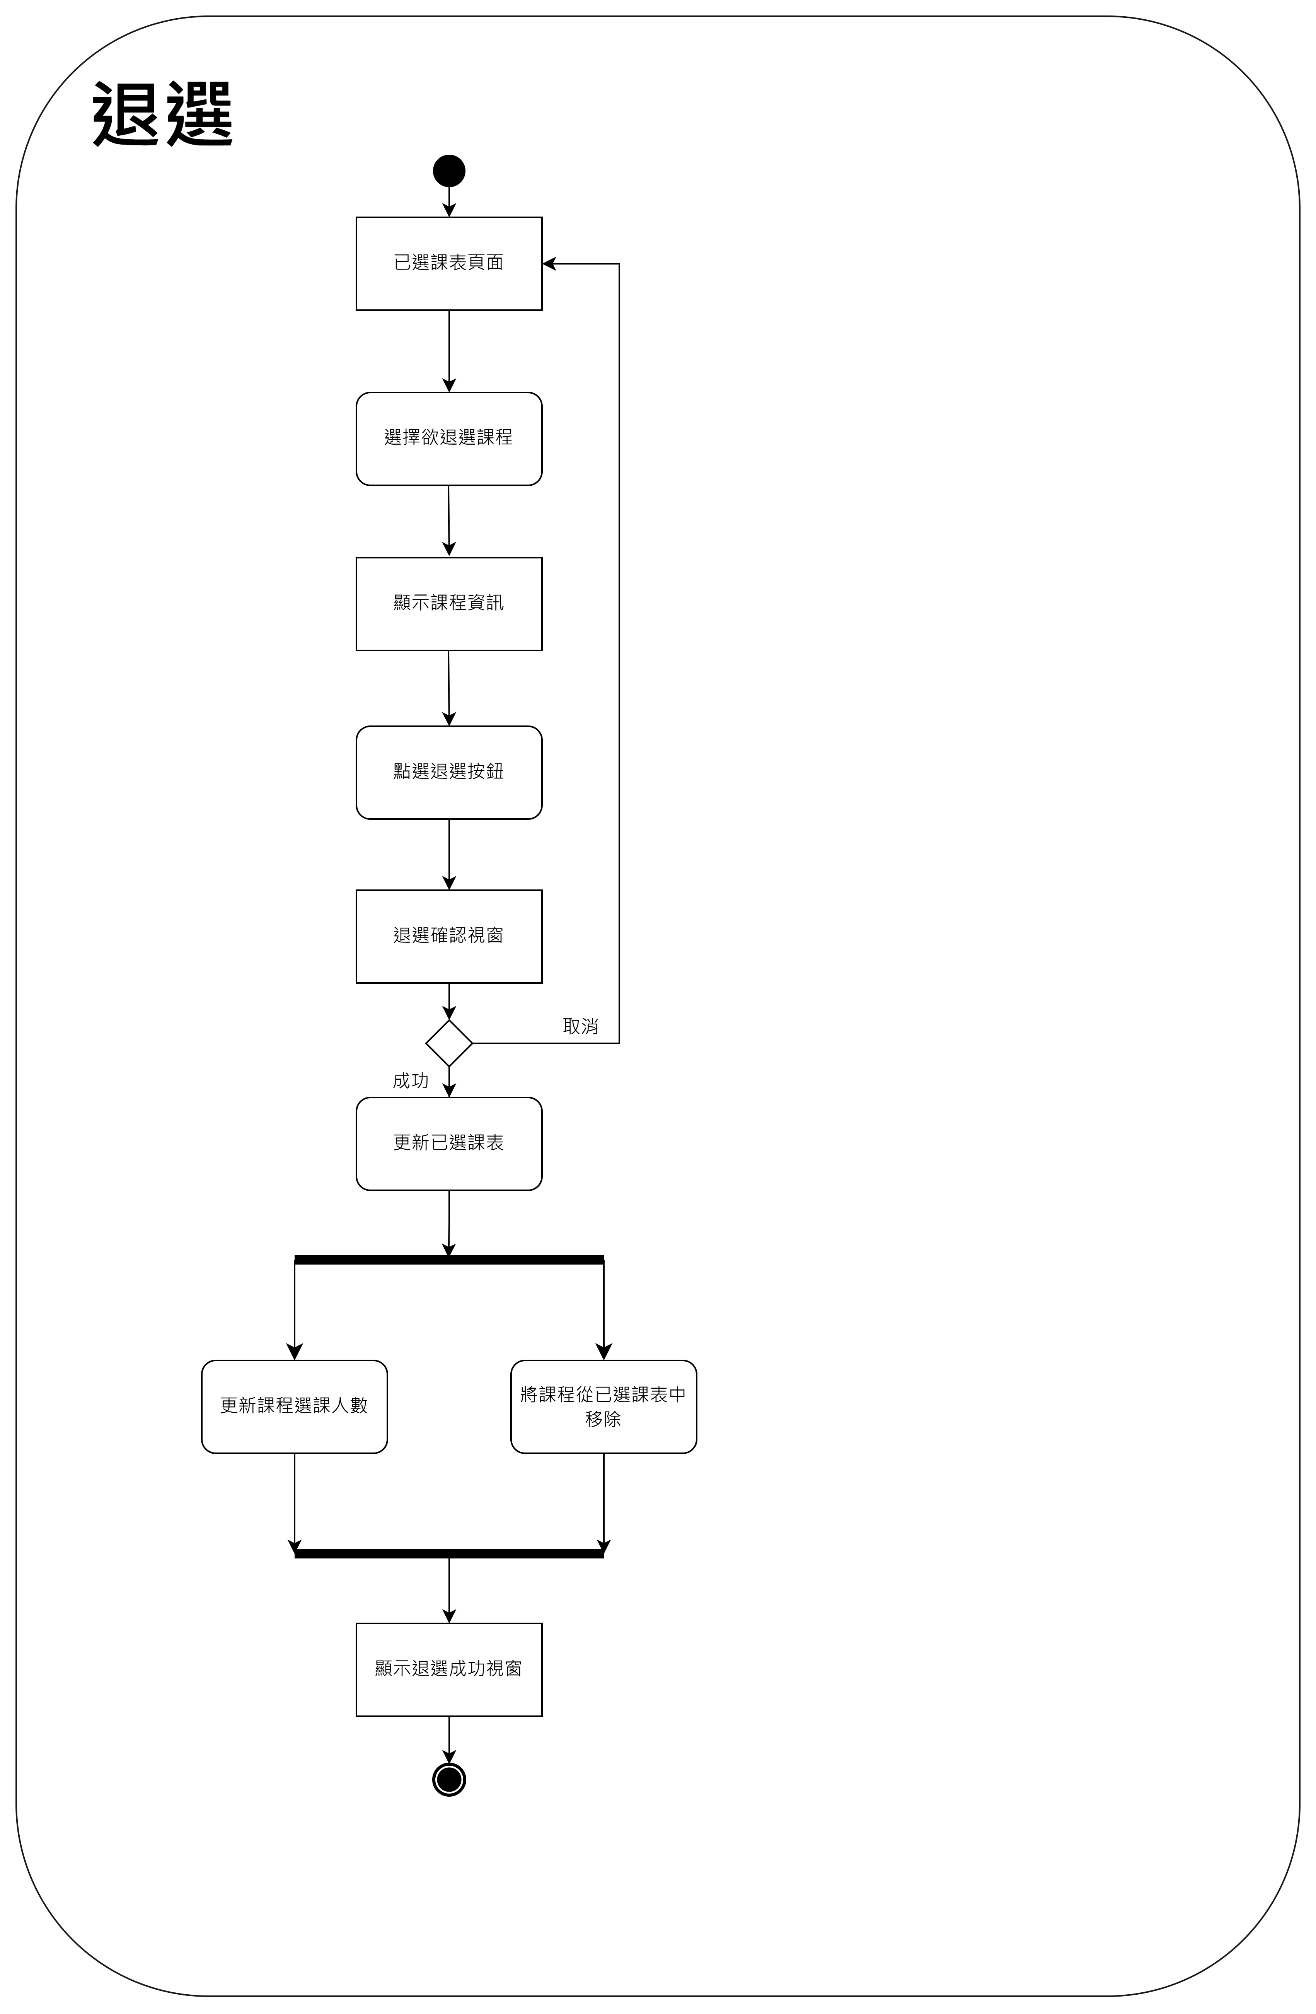 退選
已選課表頁面
選擇欲退選課程
顯示課程資訊
點選退選按鈕
退選確認視窗
取消
成功
更新已選課表
更新課程選課人數
將課程從已選課表中
移除
顯示退選成功視窗